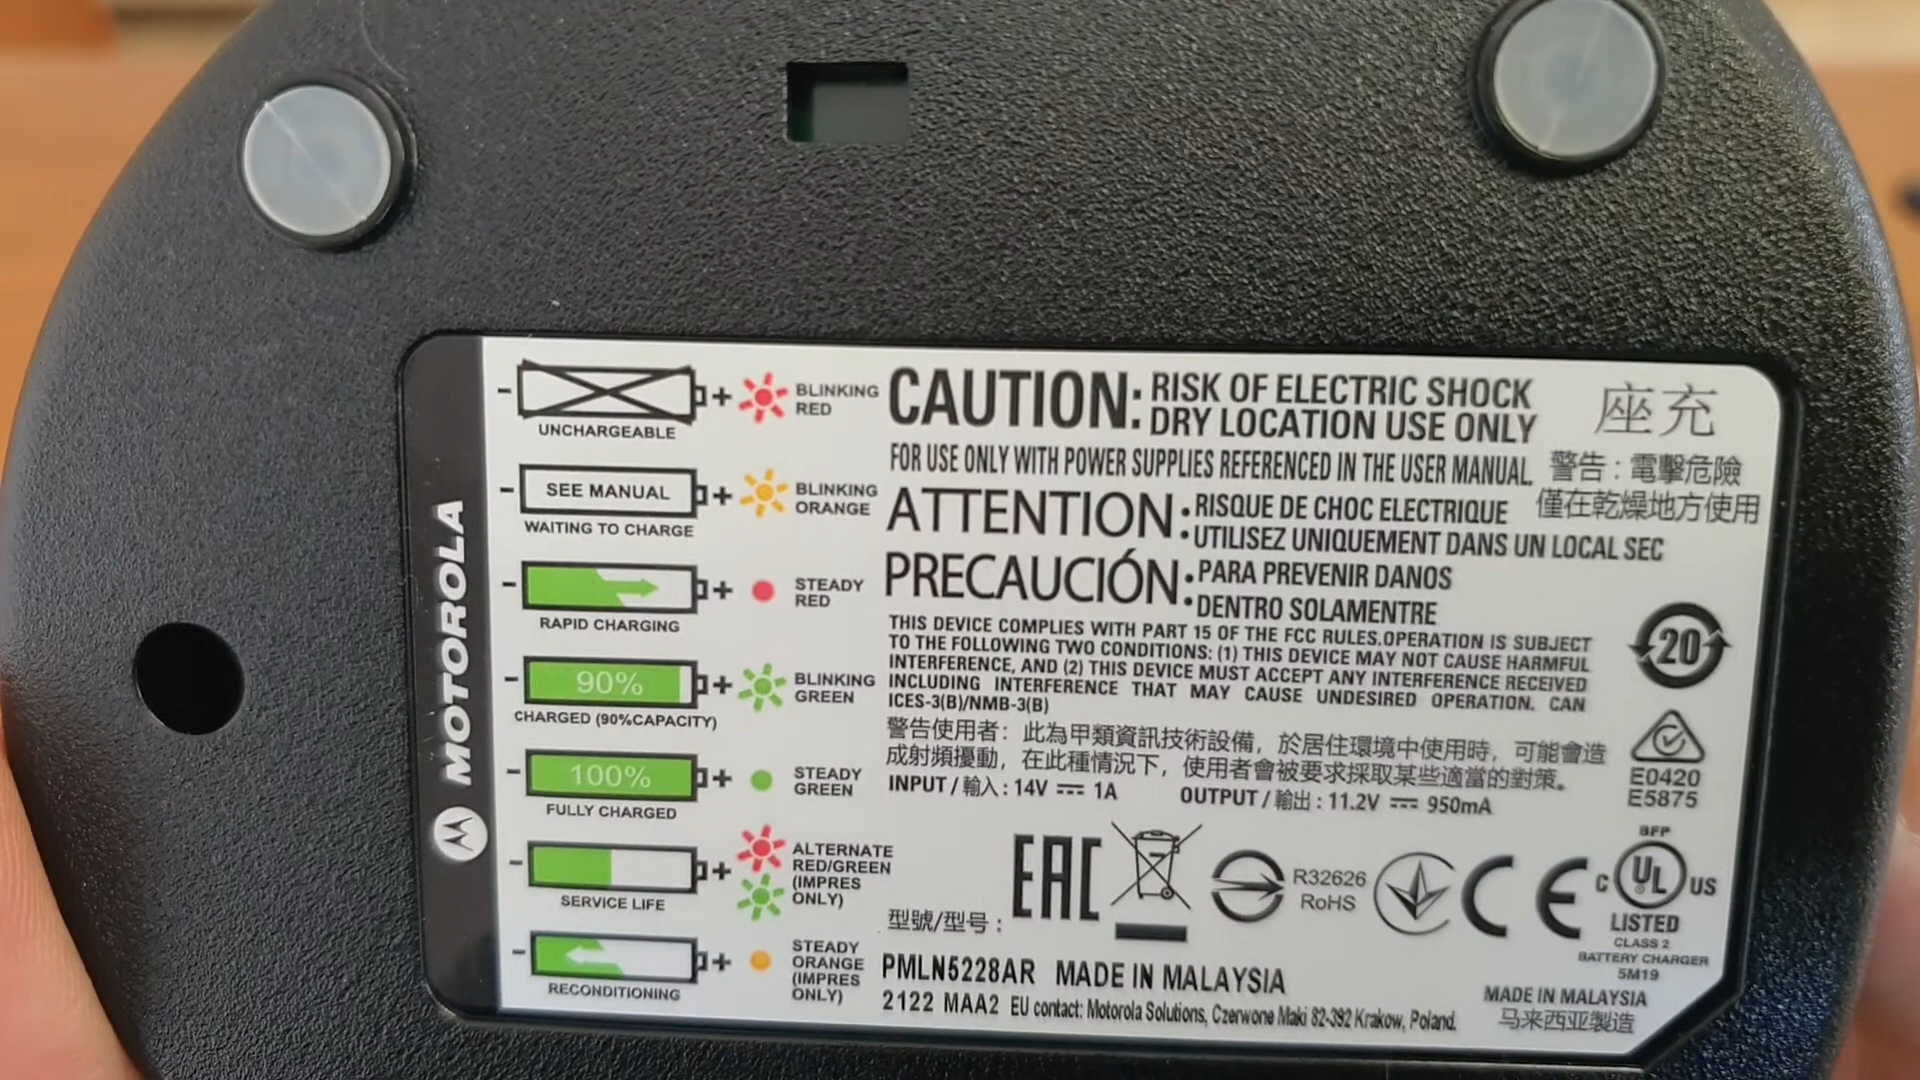 MOTOROLA
- + BLINKING
RED
UNCHARGEABLE
- SEE MANUAL + BLINKING
ORANGE
WAITING TO CHARGE
- + STEADY
RED
RAPID CHARGING
- 90% + BLINKING
GREEN
CHARGED (90%CAPACITY)
- 100% + STEADY
GREEN
FULLY CHARGED
- + ALTERNATE
RED/GREEN
(IMPRES
ONLY)
SERVICE LIFE
- + STEADY
ORANGE
(IMPRES
ONLY)
RECONDITIONING
CAUTION: RISK OF ELECTRIC SHOCK
DRY LOCATION USE ONLY
FOR USE ONLY WITH POWER SUPPLIES REFERENCED IN THE USER MANUAL.
座充
警告：電擊危險
僅在乾燥地方使用
ATTENTION: RISQUE DE CHOC ELECTRIQUE
UTILISEZ UNIQUEMENT DANS UN LOCAL SEC
PRECAUCIÓN: PARA PREVENIR DANOS
DENTRO SOLAMENTRE
THIS DEVICE COMPLIES WITH PART 15 OF THE FCC RULES.OPERATION IS SUBJECT
TO THE FOLLOWING TWO CONDITIONS: (1) THIS DEVICE MAY NOT CAUSE HARMFUL
INTERFERENCE, AND (2) THIS DEVICE MUST ACCEPT ANY INTERFERENCE RECEIVED
INCLUDING INTERFERENCE THAT MAY CAUSE UNDESIRED OPERATION. CAN
ICES-3(B)/NMB-3(B)
警告使用者：此為甲類資訊技術設備，於居住環境中使用時，可能會造
成射頻擾動，在此種情況下，使用者會被要求採取某些適當的對策。
INPUT / 輸入 : 14V ⎓ 1A OUTPUT / 輸出 : 11.2V ⎓ 950mA
20
E0420
E5875
EAC
R32626
RoHS
CE
BFP
C UL US
LISTED
CLASS 2
BATTERY CHARGER
5M19
型號/型号：
PMLN5228AR MADE IN MALAYSIA
2122 MAA2 EU contact: Motorola Solutions, Czerwone Maki 82-392 Krakow, Poland.
MADE IN MALAYSIA
马来西亚製造